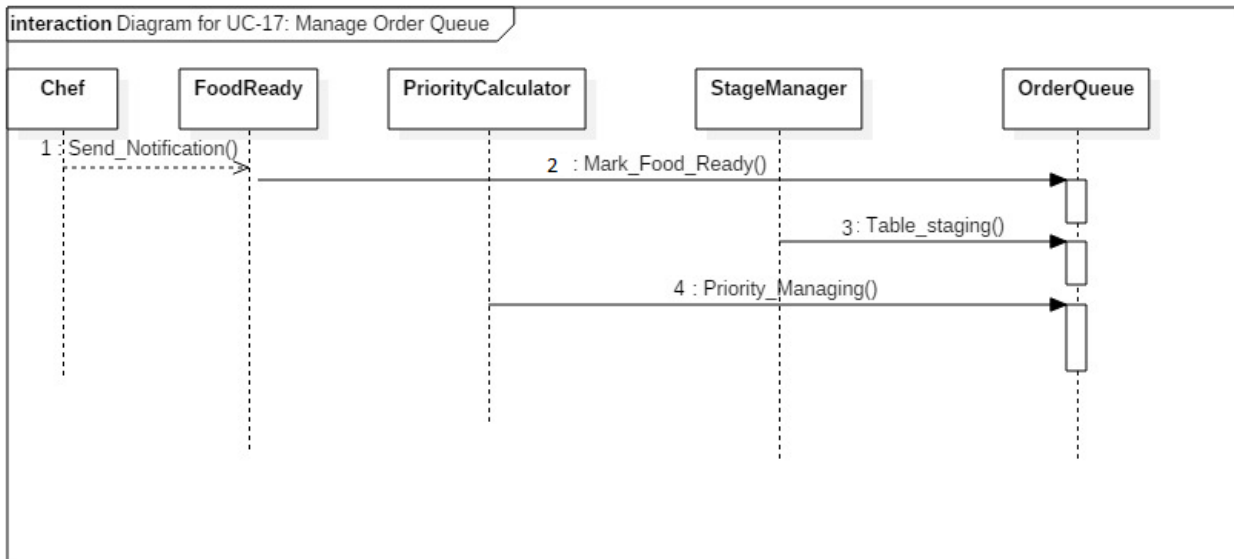 interaction Diagram for UC-17: Manage Order Queue
Chef
FoodReady
PriorityCalculator
StageManager
OrderQueue
1 : Send_Notification()
2 : Mark_Food_Ready()
3 : Table_staging()
4 : Priority_Managing()